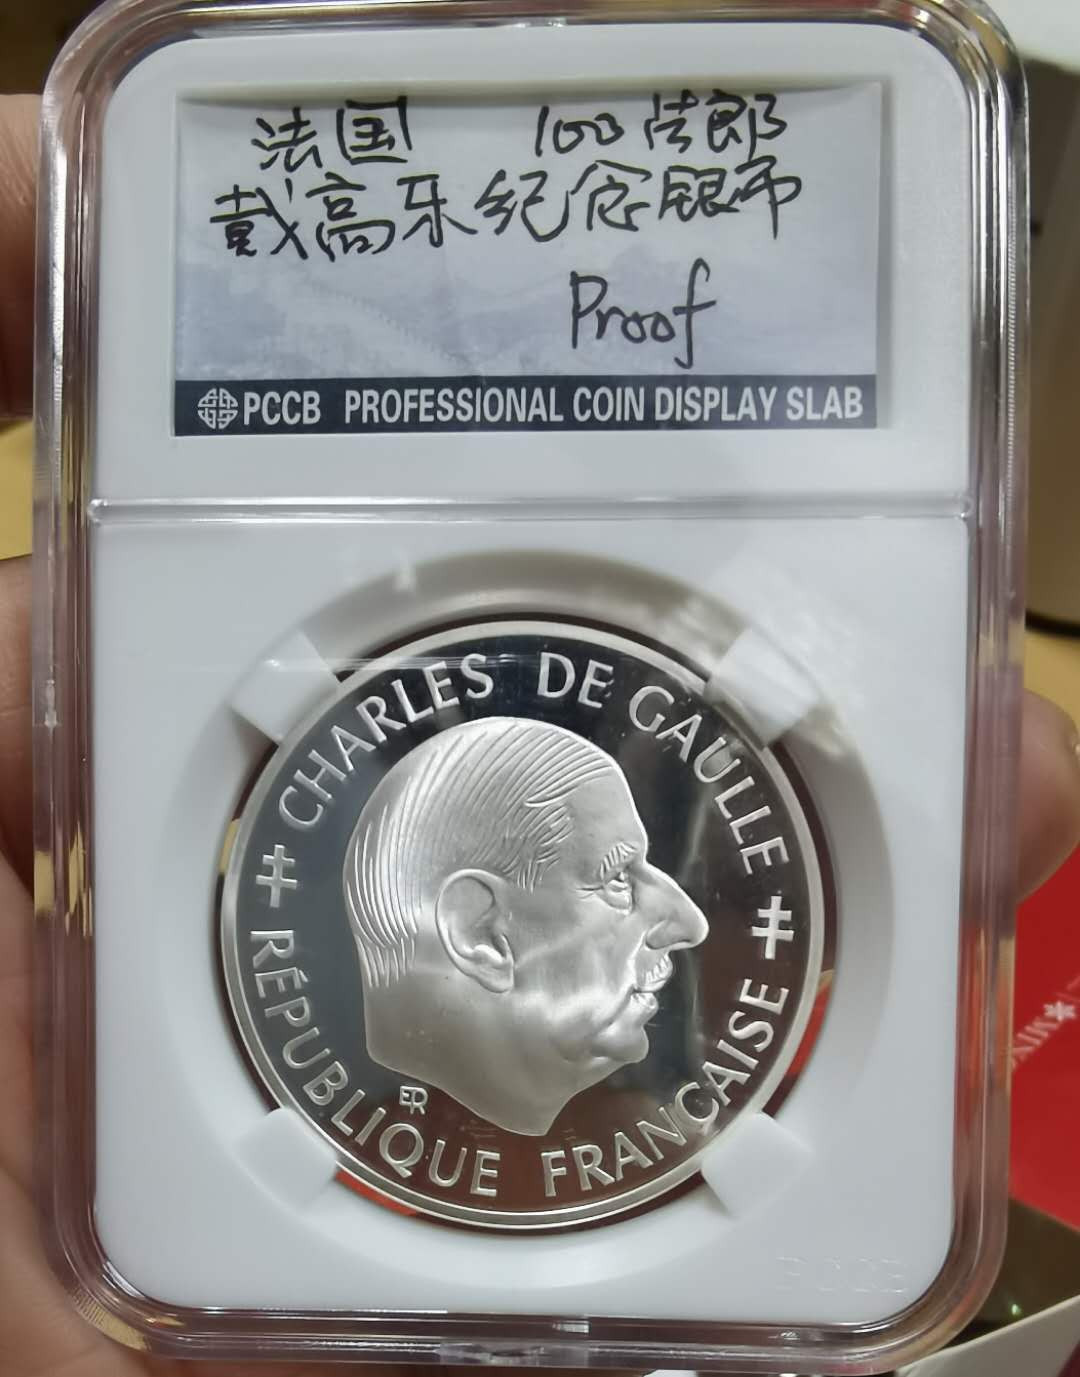 法国 100法郎
戴高乐纪念银币
Proof
PCCB PROFESSIONAL COIN DISPLAY SLAB
CHARLES DE GAULLE
ER
RÉPUBLIQUE FRANÇAISE
PCCB